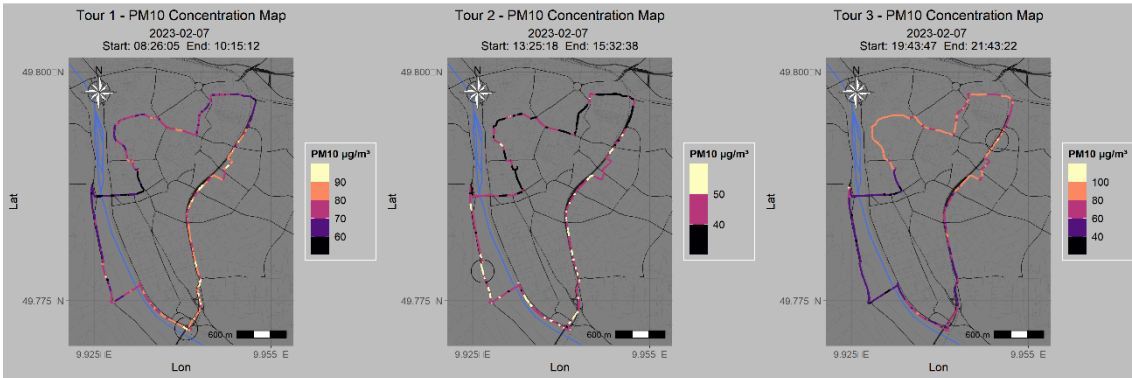 Tour 1 - PM10 Concentration Map
2023-02-07
Start: 08:26:05 End: 10:15:12
49.800°N
N
PM10 µg/m³
90
80
70
60
Lat
49.775°N
600 m
9.925°E
9.955°E
Lon
Tour 2 - PM10 Concentration Map
2023-02-07
Start: 13:25:18 End: 15:32:38
49.800°N
N
PM10 µg/m³
50
40
Lat
49.775°N
600 m
9.925°E
9.955°E
Lon
Tour 3 - PM10 Concentration Map
2023-02-07
Start: 19:43:47 End: 21:43:22
49.800°N
N
PM10 µg/m³
100
80
60
40
Lat
49.775°N
600 m
9.925°E
9.955°E
Lon